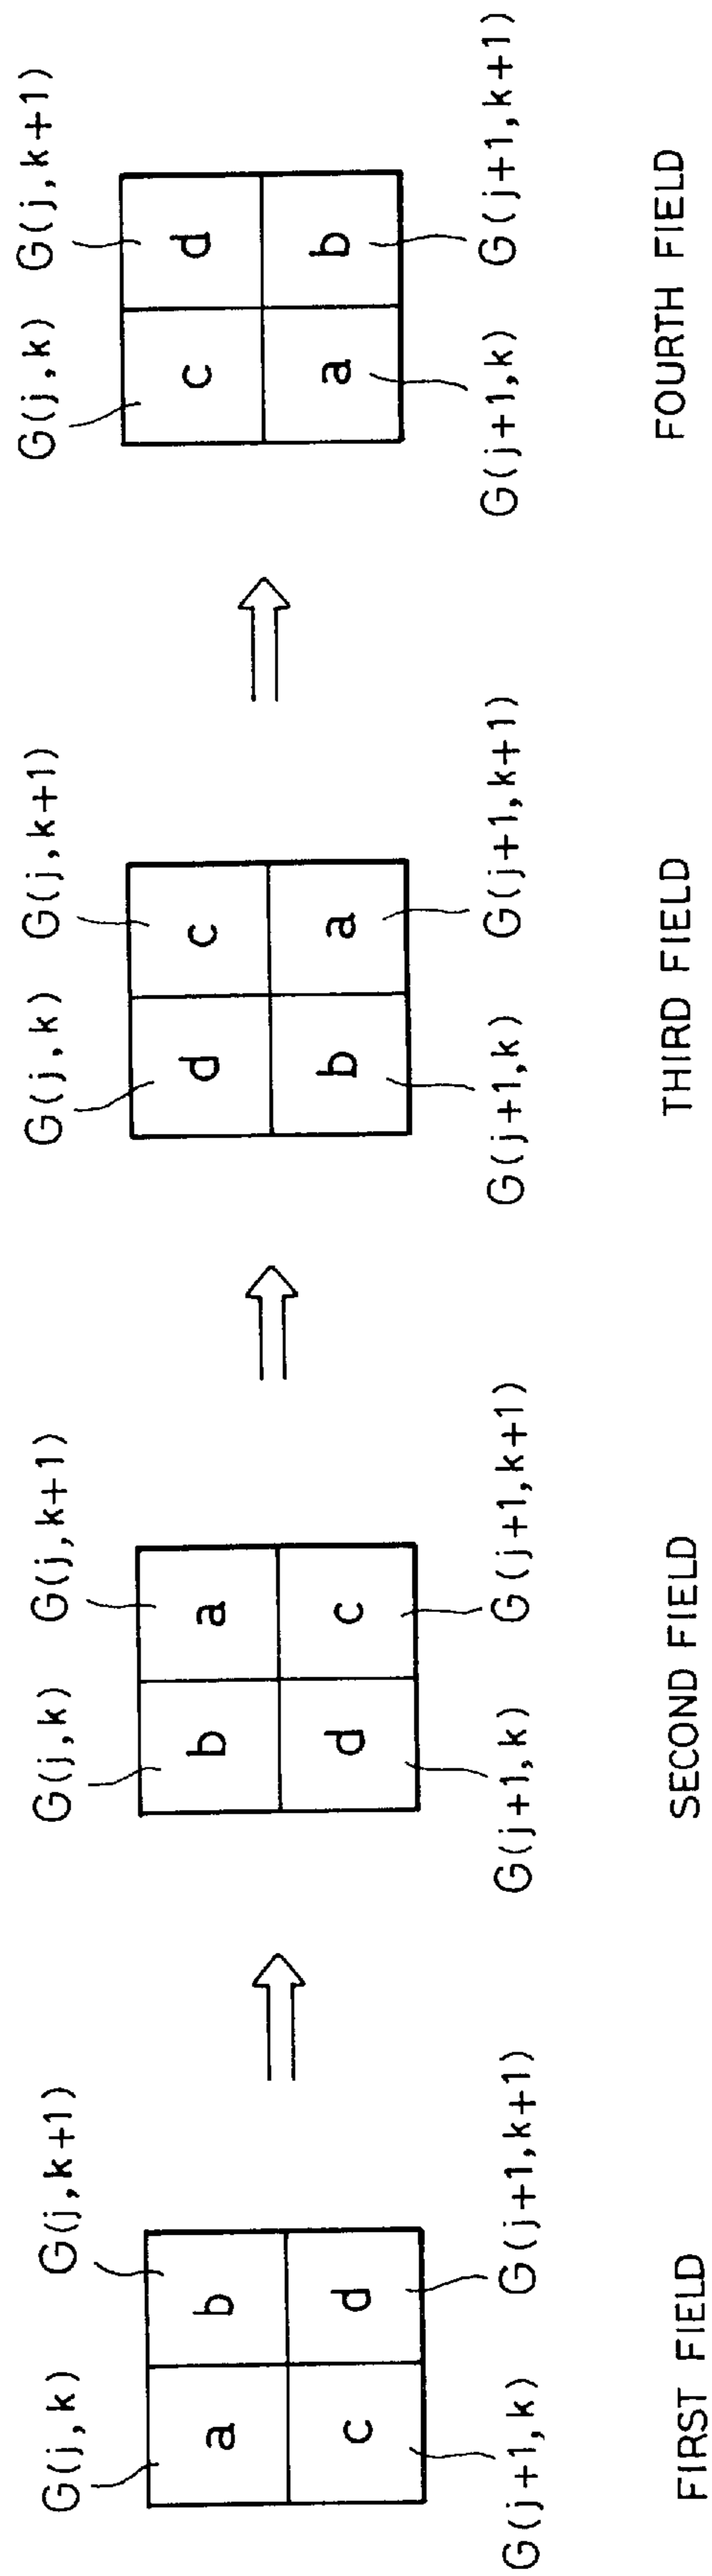 G(j,k) G(j,k+1)
a b
c d
G(j+1,k) G(j+1,k+1)
FIRST FIELD
G(j,k) G(j,k+1)
b a
d c
G(j+1,k) G(j+1,k+1)
SECOND FIELD
G(j,k) G(j,k+1)
d c
b a
G(j+1,k) G(j+1,k+1)
THIRD FIELD
G(j,k) G(j,k+1)
c d
a b
G(j+1,k) G(j+1,k+1)
FOURTH FIELD